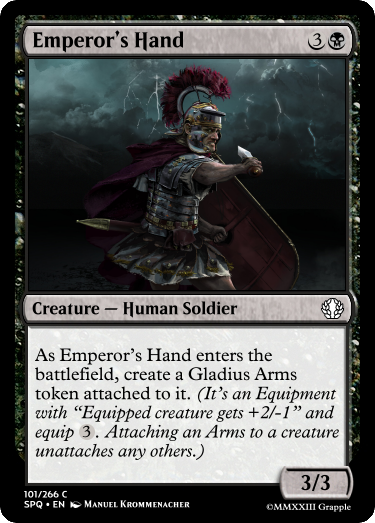 Emperor's Hand 3
Creature — Human Soldier
As Emperor's Hand enters the
battlefield, create a Gladius Arms
token attached to it. (It's an Equipment
with “Equipped creature gets +2/-1” and
equip 3. Attaching an Arms to a creature
unattaches any others.)
3/3
101/266 C
SPQ • EN Manuel Krommenacher
©MMXXIII Grapple